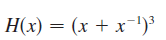 H(x) = (x + x⁻¹)³